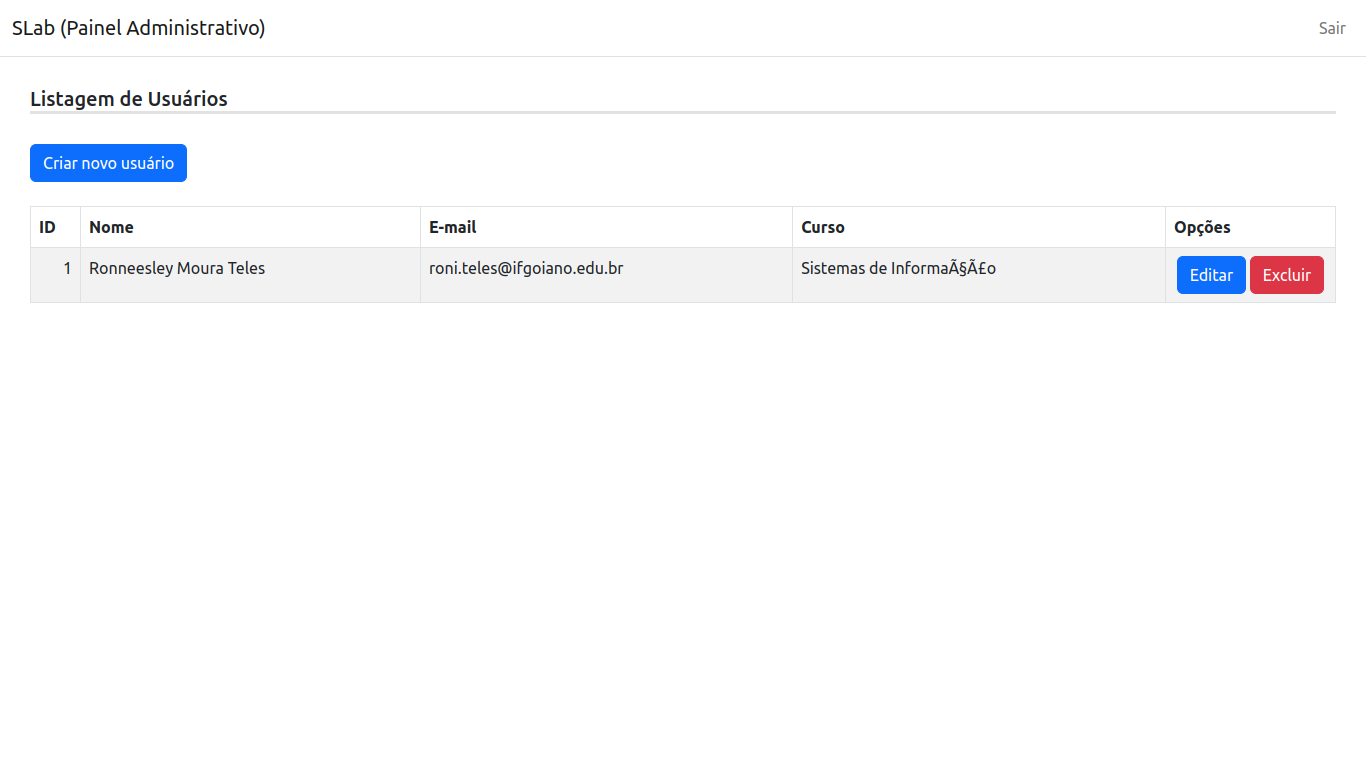 SLab (Painel Administrativo) Sair
Listagem de Usuários
Criar novo usuário
ID Nome E-mail Curso Opções
1 Ronneesley Moura Teles roni.teles@ifgoiano.edu.br Sistemas de InformaÃ§Ã£o Editar Excluir